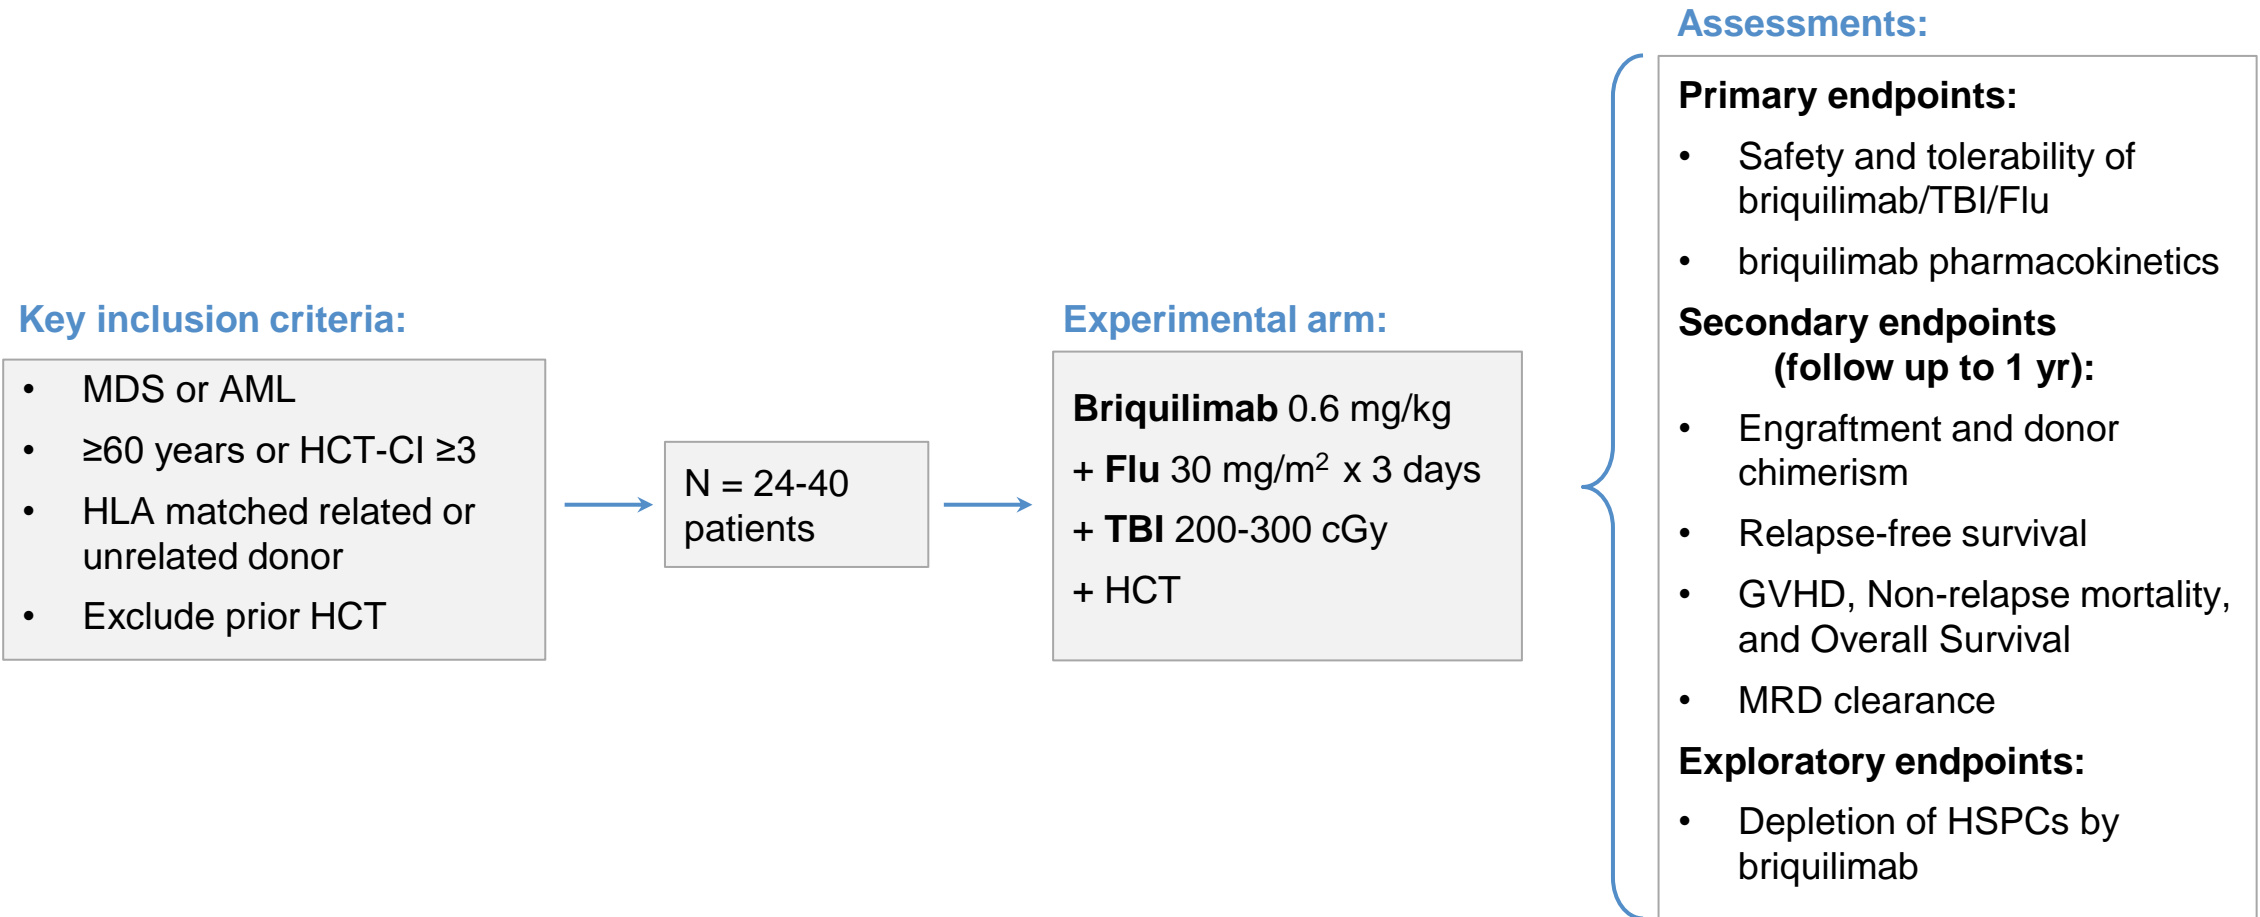 Key inclusion criteria:
• MDS or AML
• ≥60 years or HCT-CI ≥3
• HLA matched related or
unrelated donor
• Exclude prior HCT
N = 24-40
patients
Experimental arm:
Briquilimab 0.6 mg/kg
+ Flu 30 mg/m² x 3 days
+ TBI 200-300 cGy
+ HCT
Assessments:
Primary endpoints:
• Safety and tolerability of
briquilimab/TBI/Flu
• briquilimab pharmacokinetics
Secondary endpoints
(follow up to 1 yr):
• Engraftment and donor
chimerism
• Relapse-free survival
• GVHD, Non-relapse mortality,
and Overall Survival
• MRD clearance
Exploratory endpoints:
• Depletion of HSPCs by
briquilimab